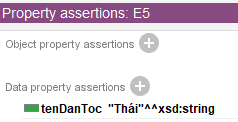 Property assertions: E5
Object property assertions
Data property assertions
tenDanToc "Thái"^^xsd:string